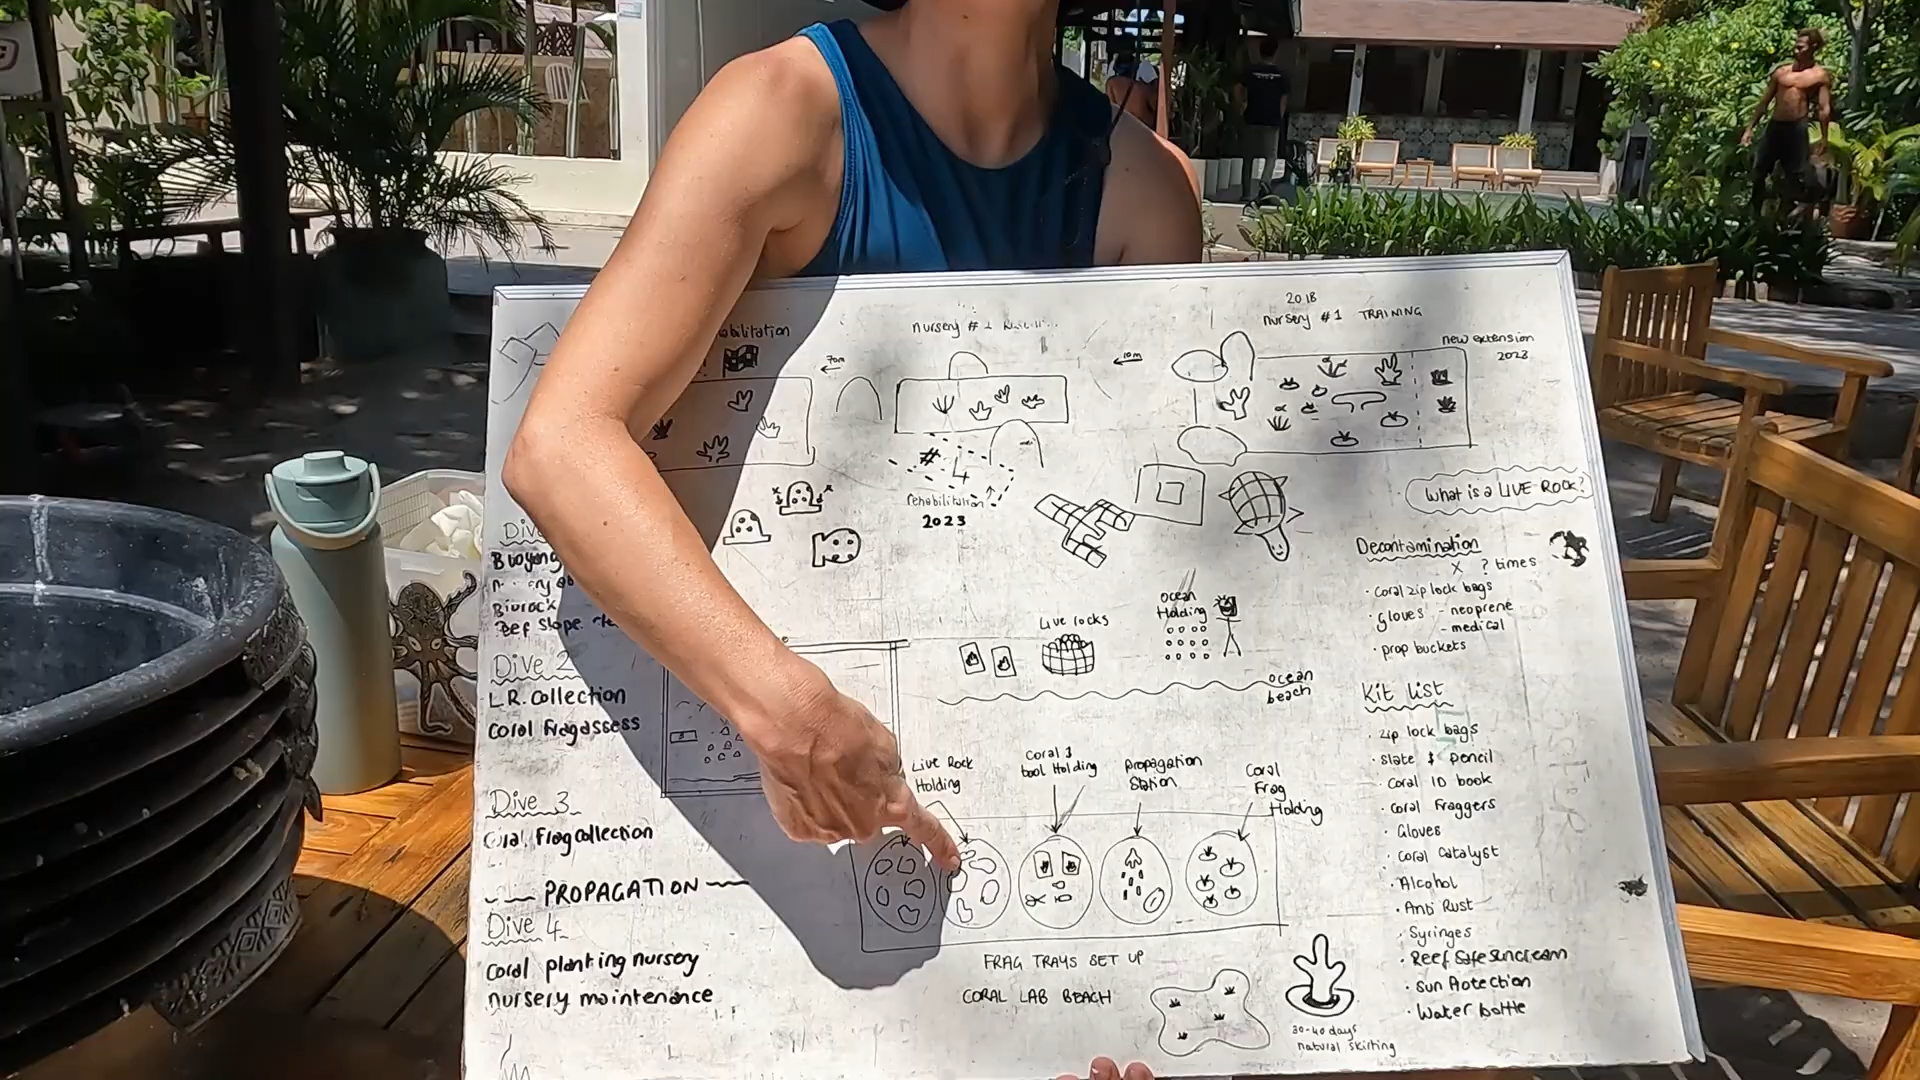 nursery # 2
2018
nursery #1 TRAINING
new extension
2023
70m
10m
# 4
rehabilitation
2023
What is a LIVE ROCK?
Decontamination
X ? times
· Coral zip lock bags
· gloves - neoprene
- medical
· prop buckets
Kit list
· zip lock bags
· slate & pencil
· Coral ID book
· Coral Fraggers
· Gloves
· Coral Catalyst
· Alcohol
· Anti Rust
· Syringes
· Reef Safe suncream
· Sun Protection
· Water bottle
Dive 2
L.R. Collection
Coral Frag assess
Dive 3
Coral Frag collection
PROPAGATION
Dive 4
Coral planting nursery
nursery maintenance
Live rocks
Ocean
Holding
ocean
beach
Live Rock
Holding
Coral &
tool Holding
Propagation
Station
Coral
Frag
Holding
FRAG TRAYS SET UP
CORAL LAB BEACH
30-40 days
natural skirting